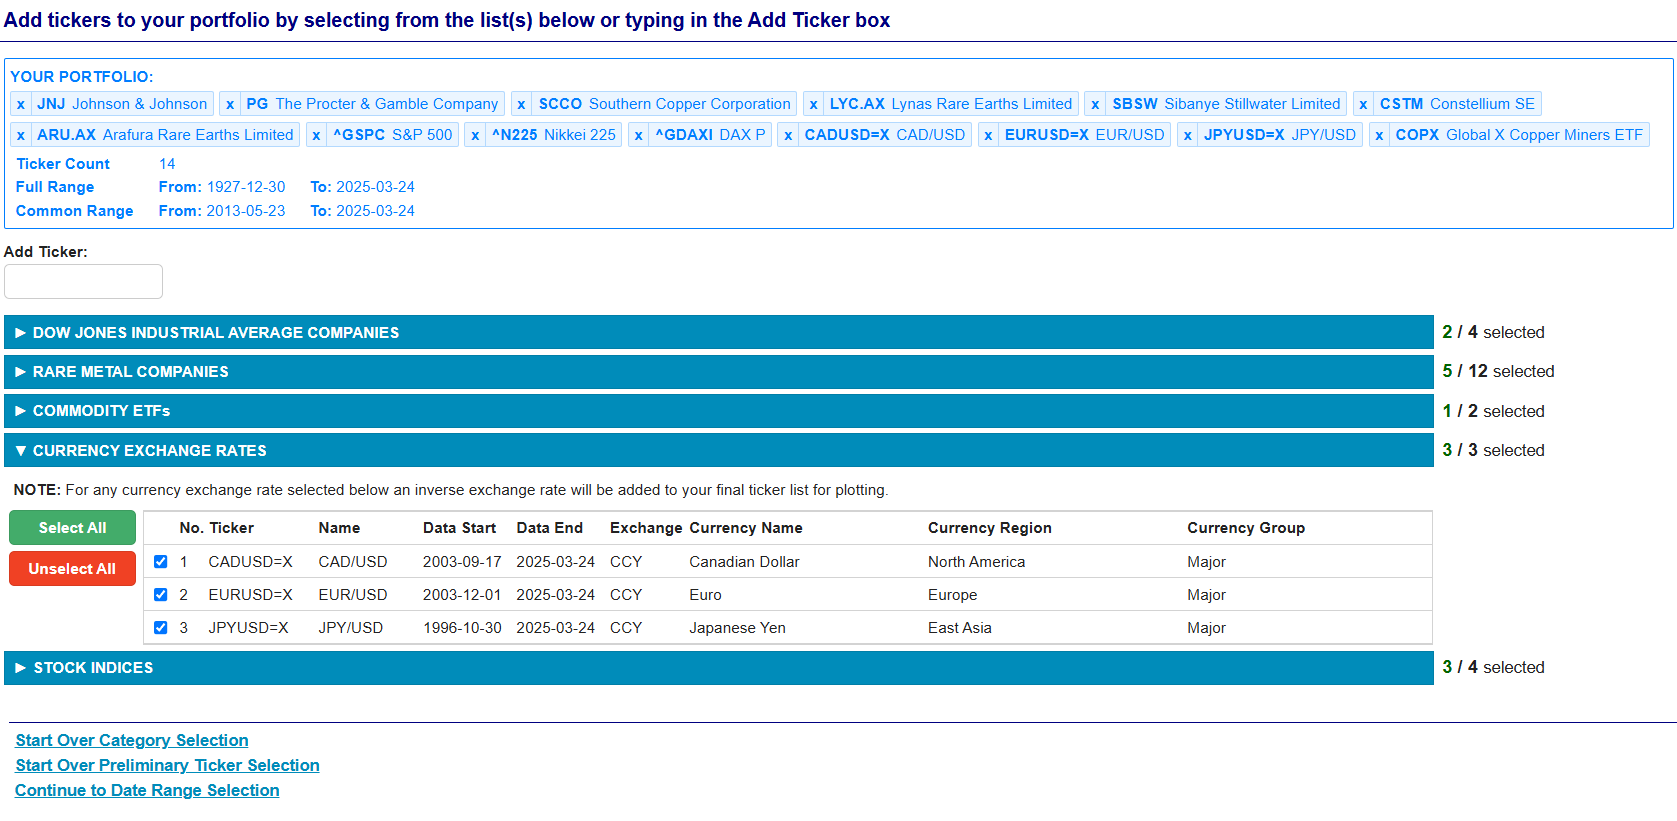 Add tickers to your portfolio by selecting from the list(s) below or typing in the Add Ticker box
YOUR PORTFOLIO:
x JNJ Johnson & Johnson x PG The Procter & Gamble Company x SCCO Southern Copper Corporation x LYC.AX Lynas Rare Earths Limited x SBSW Sibanye Stillwater Limited x CSTM Constellium SE
x ARU.AX Arafura Rare Earths Limited x ^GSPC S&P 500 x ^N225 Nikkei 225 x ^GDAXI DAX P x CADUSD=X CAD/USD x EURUSD=X EUR/USD x JPYUSD=X JPY/USD x COPX Global X Copper Miners ETF
Ticker Count 14
Full Range From: 1927-12-30 To: 2025-03-24
Common Range From: 2013-05-23 To: 2025-03-24
Add Ticker:
► DOW JONES INDUSTRIAL AVERAGE COMPANIES 2 / 4 selected
► RARE METAL COMPANIES 5 / 12 selected
► COMMODITY ETFs 1 / 2 selected
▼ CURRENCY EXCHANGE RATES 3 / 3 selected
NOTE: For any currency exchange rate selected below an inverse exchange rate will be added to your final ticker list for plotting.
Select All
Unselect All
No. Ticker Name Data Start Data End Exchange Currency Name Currency Region Currency Group
1 CADUSD=X CAD/USD 2003-09-17 2025-03-24 CCY Canadian Dollar North America Major
2 EURUSD=X EUR/USD 2003-12-01 2025-03-24 CCY Euro Europe Major
3 JPYUSD=X JPY/USD 1996-10-30 2025-03-24 CCY Japanese Yen East Asia Major
► STOCK INDICES 3 / 4 selected
Start Over Category Selection
Start Over Preliminary Ticker Selection
Continue to Date Range Selection